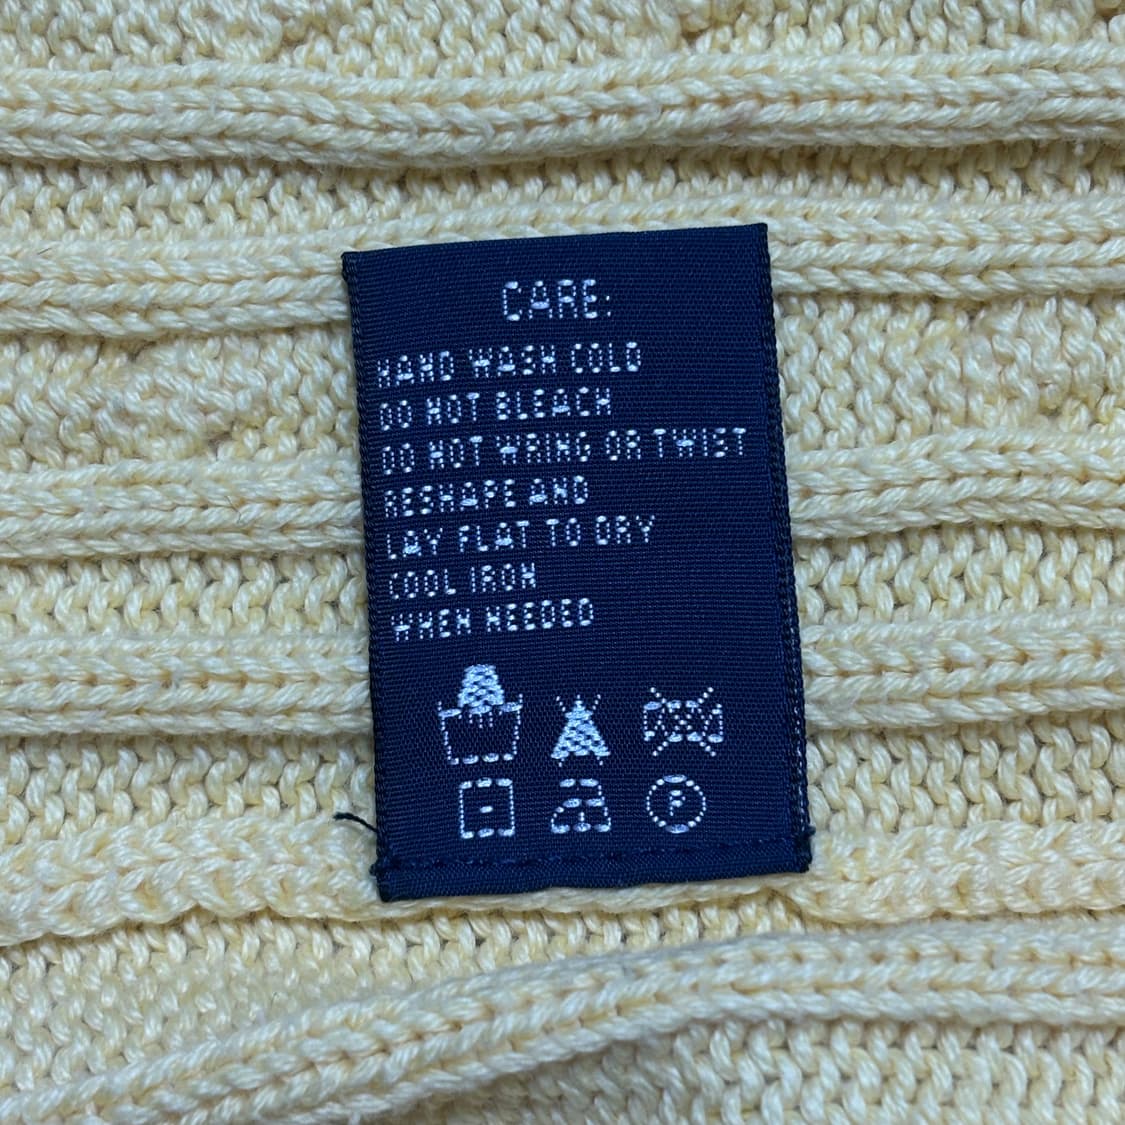 CARE:
HAND WASH COLD
DO NOT BLEACH
DO NOT WRING OR TWIST
RESHAPE AND
LAY FLAT TO DRY
COOL IRON
WHEN NEEDED
P